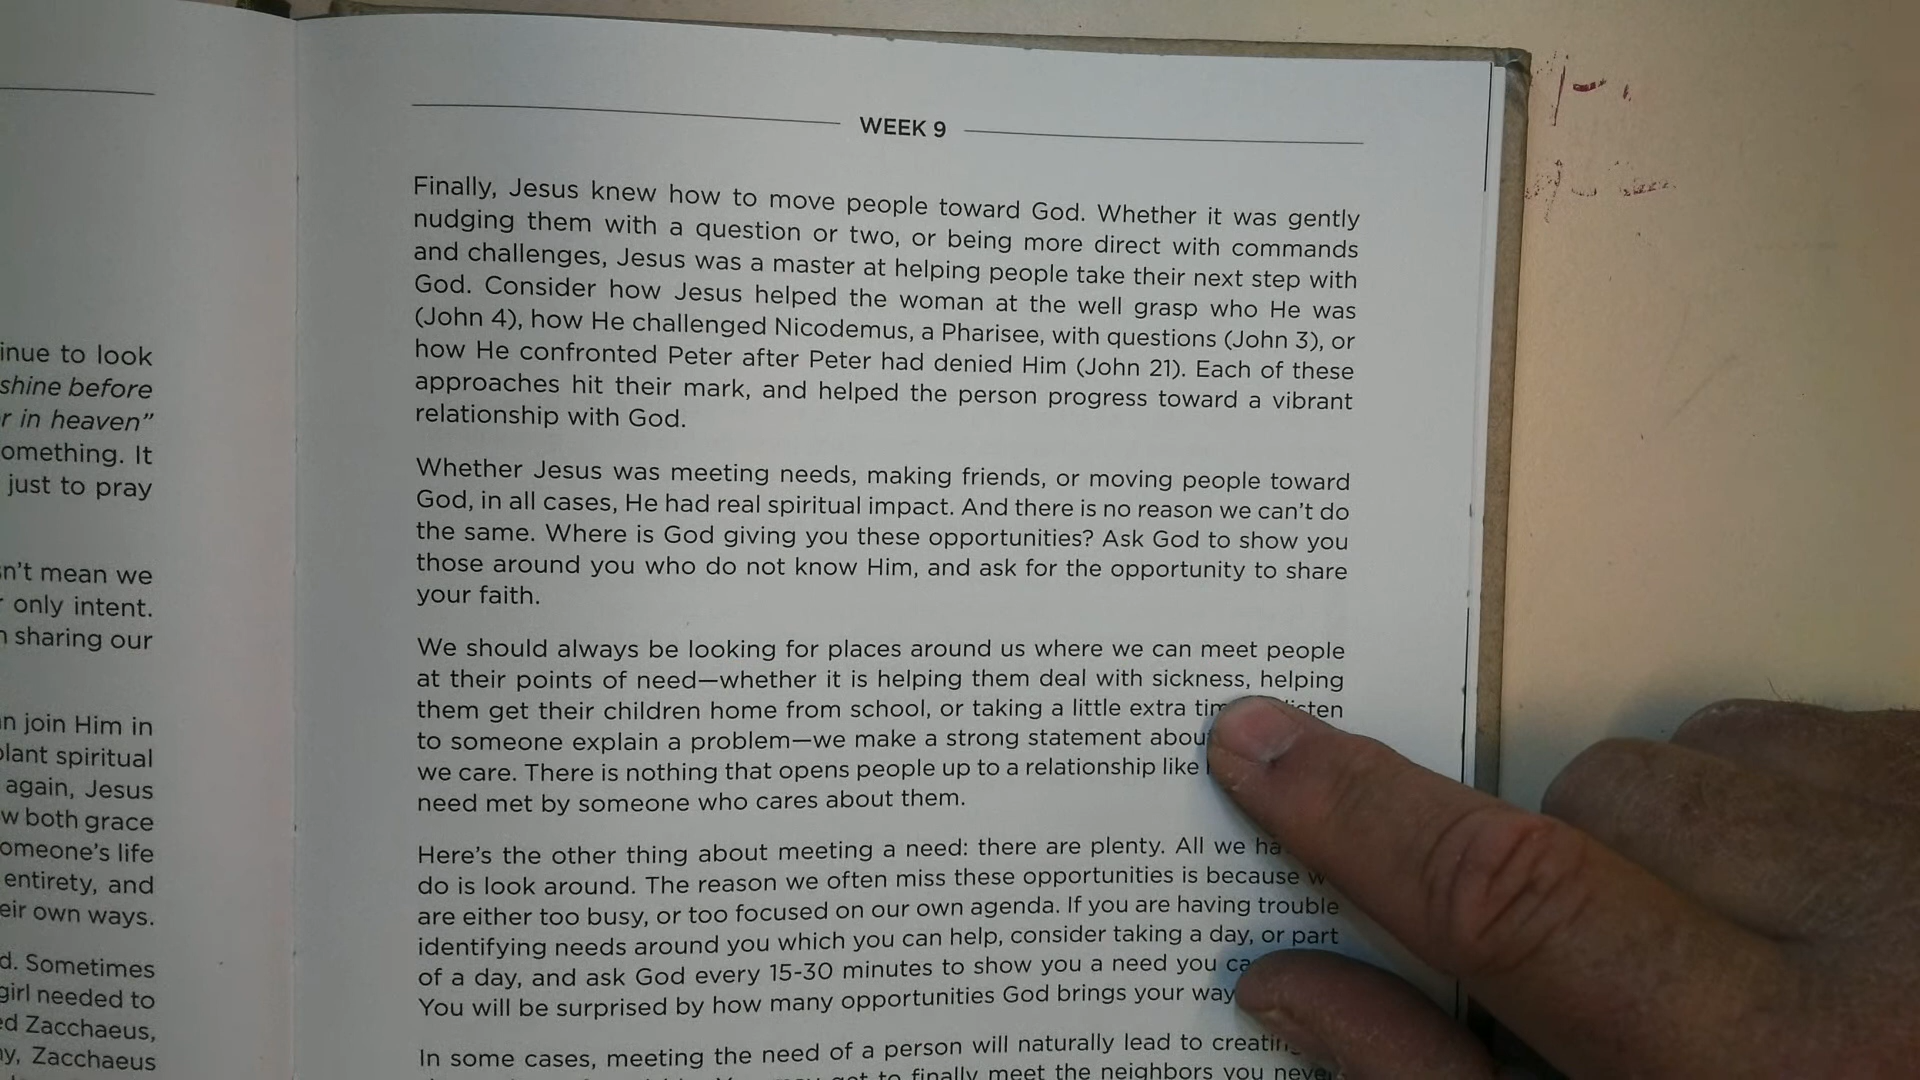 inue to look
shine before
r in heaven”
omething. It
just to pray
n’t mean we
only intent.
sharing our
n join Him in
plant spiritual
again, Jesus
w both grace
omeone’s life
entirety, and
eir own ways.
d. Sometimes
girl needed to
ed Zacchaeus,
y, Zacchaeus
WEEK 9
Finally, Jesus knew how to move people toward God. Whether it was gently
nudging them with a question or two, or being more direct with commands
and challenges, Jesus was a master at helping people take their next step with
God. Consider how Jesus helped the woman at the well grasp who He was
(John 4), how He challenged Nicodemus, a Pharisee, with questions (John 3), or
how He confronted Peter after Peter had denied Him (John 21). Each of these
approaches hit their mark, and helped the person progress toward a vibrant
relationship with God.
Whether Jesus was meeting needs, making friends, or moving people toward
God, in all cases, He had real spiritual impact. And there is no reason we can’t do
the same. Where is God giving you these opportunities? Ask God to show you
those around you who do not know Him, and ask for the opportunity to share
your faith.
We should always be looking for places around us where we can meet people
at their points of need—whether it is helping them deal with sickness, helping
them get their children home from school, or taking a little extra
to someone explain a problem—we make a strong statement
we care. There is nothing that opens people up to a relationship like
need met by someone who cares about them.
Here’s the other thing about meeting a need: there are plenty. All we
do is look around. The reason we often miss these opportunities is because
are either too busy, or too focused on our own agenda. If you are having trouble
identifying needs around you which you can help, consider taking a day, or part
of a day, and ask God every 15-30 minutes to show you a need you
You will be surprised by how many opportunities God brings your way
In some cases, meeting the need of a person will naturally lead to
to finally meet the neighbors you